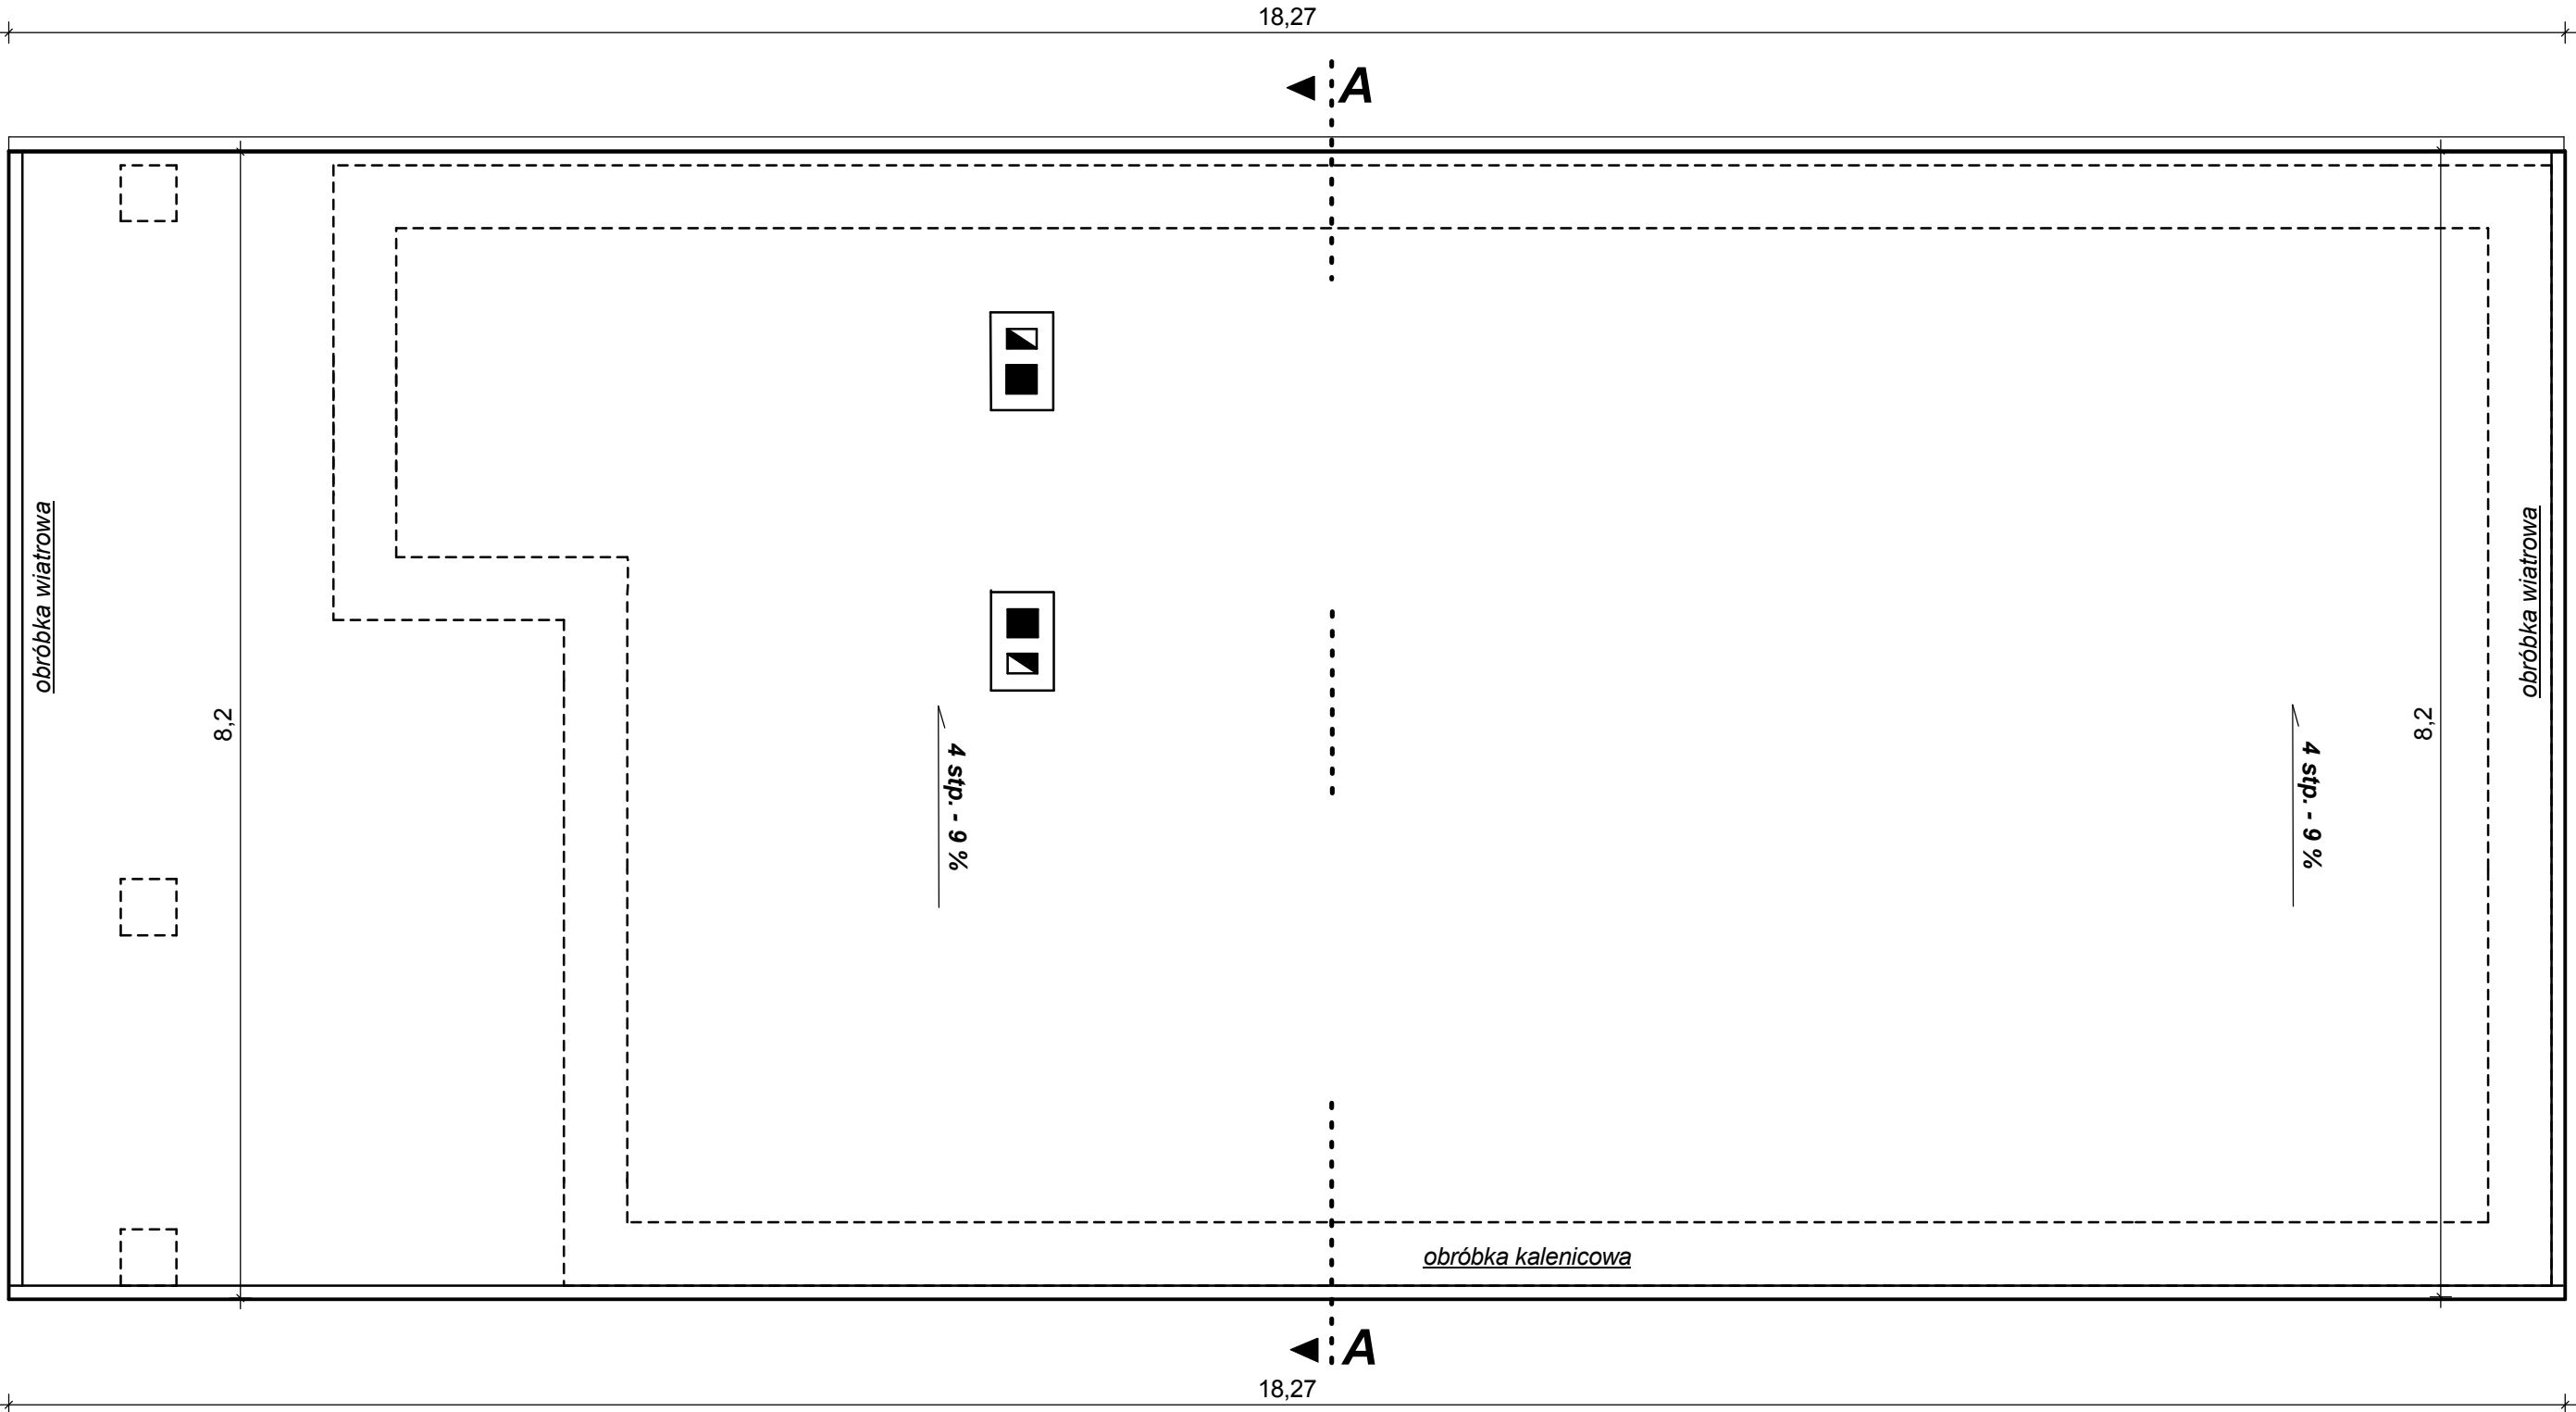 18,27
A
obróbka wiatrowa
obróbka wiatrowa
8,2
8,2
4 stp. - 9 %
4 stp. - 9 %
obróbka kalenicowa
A
18,27